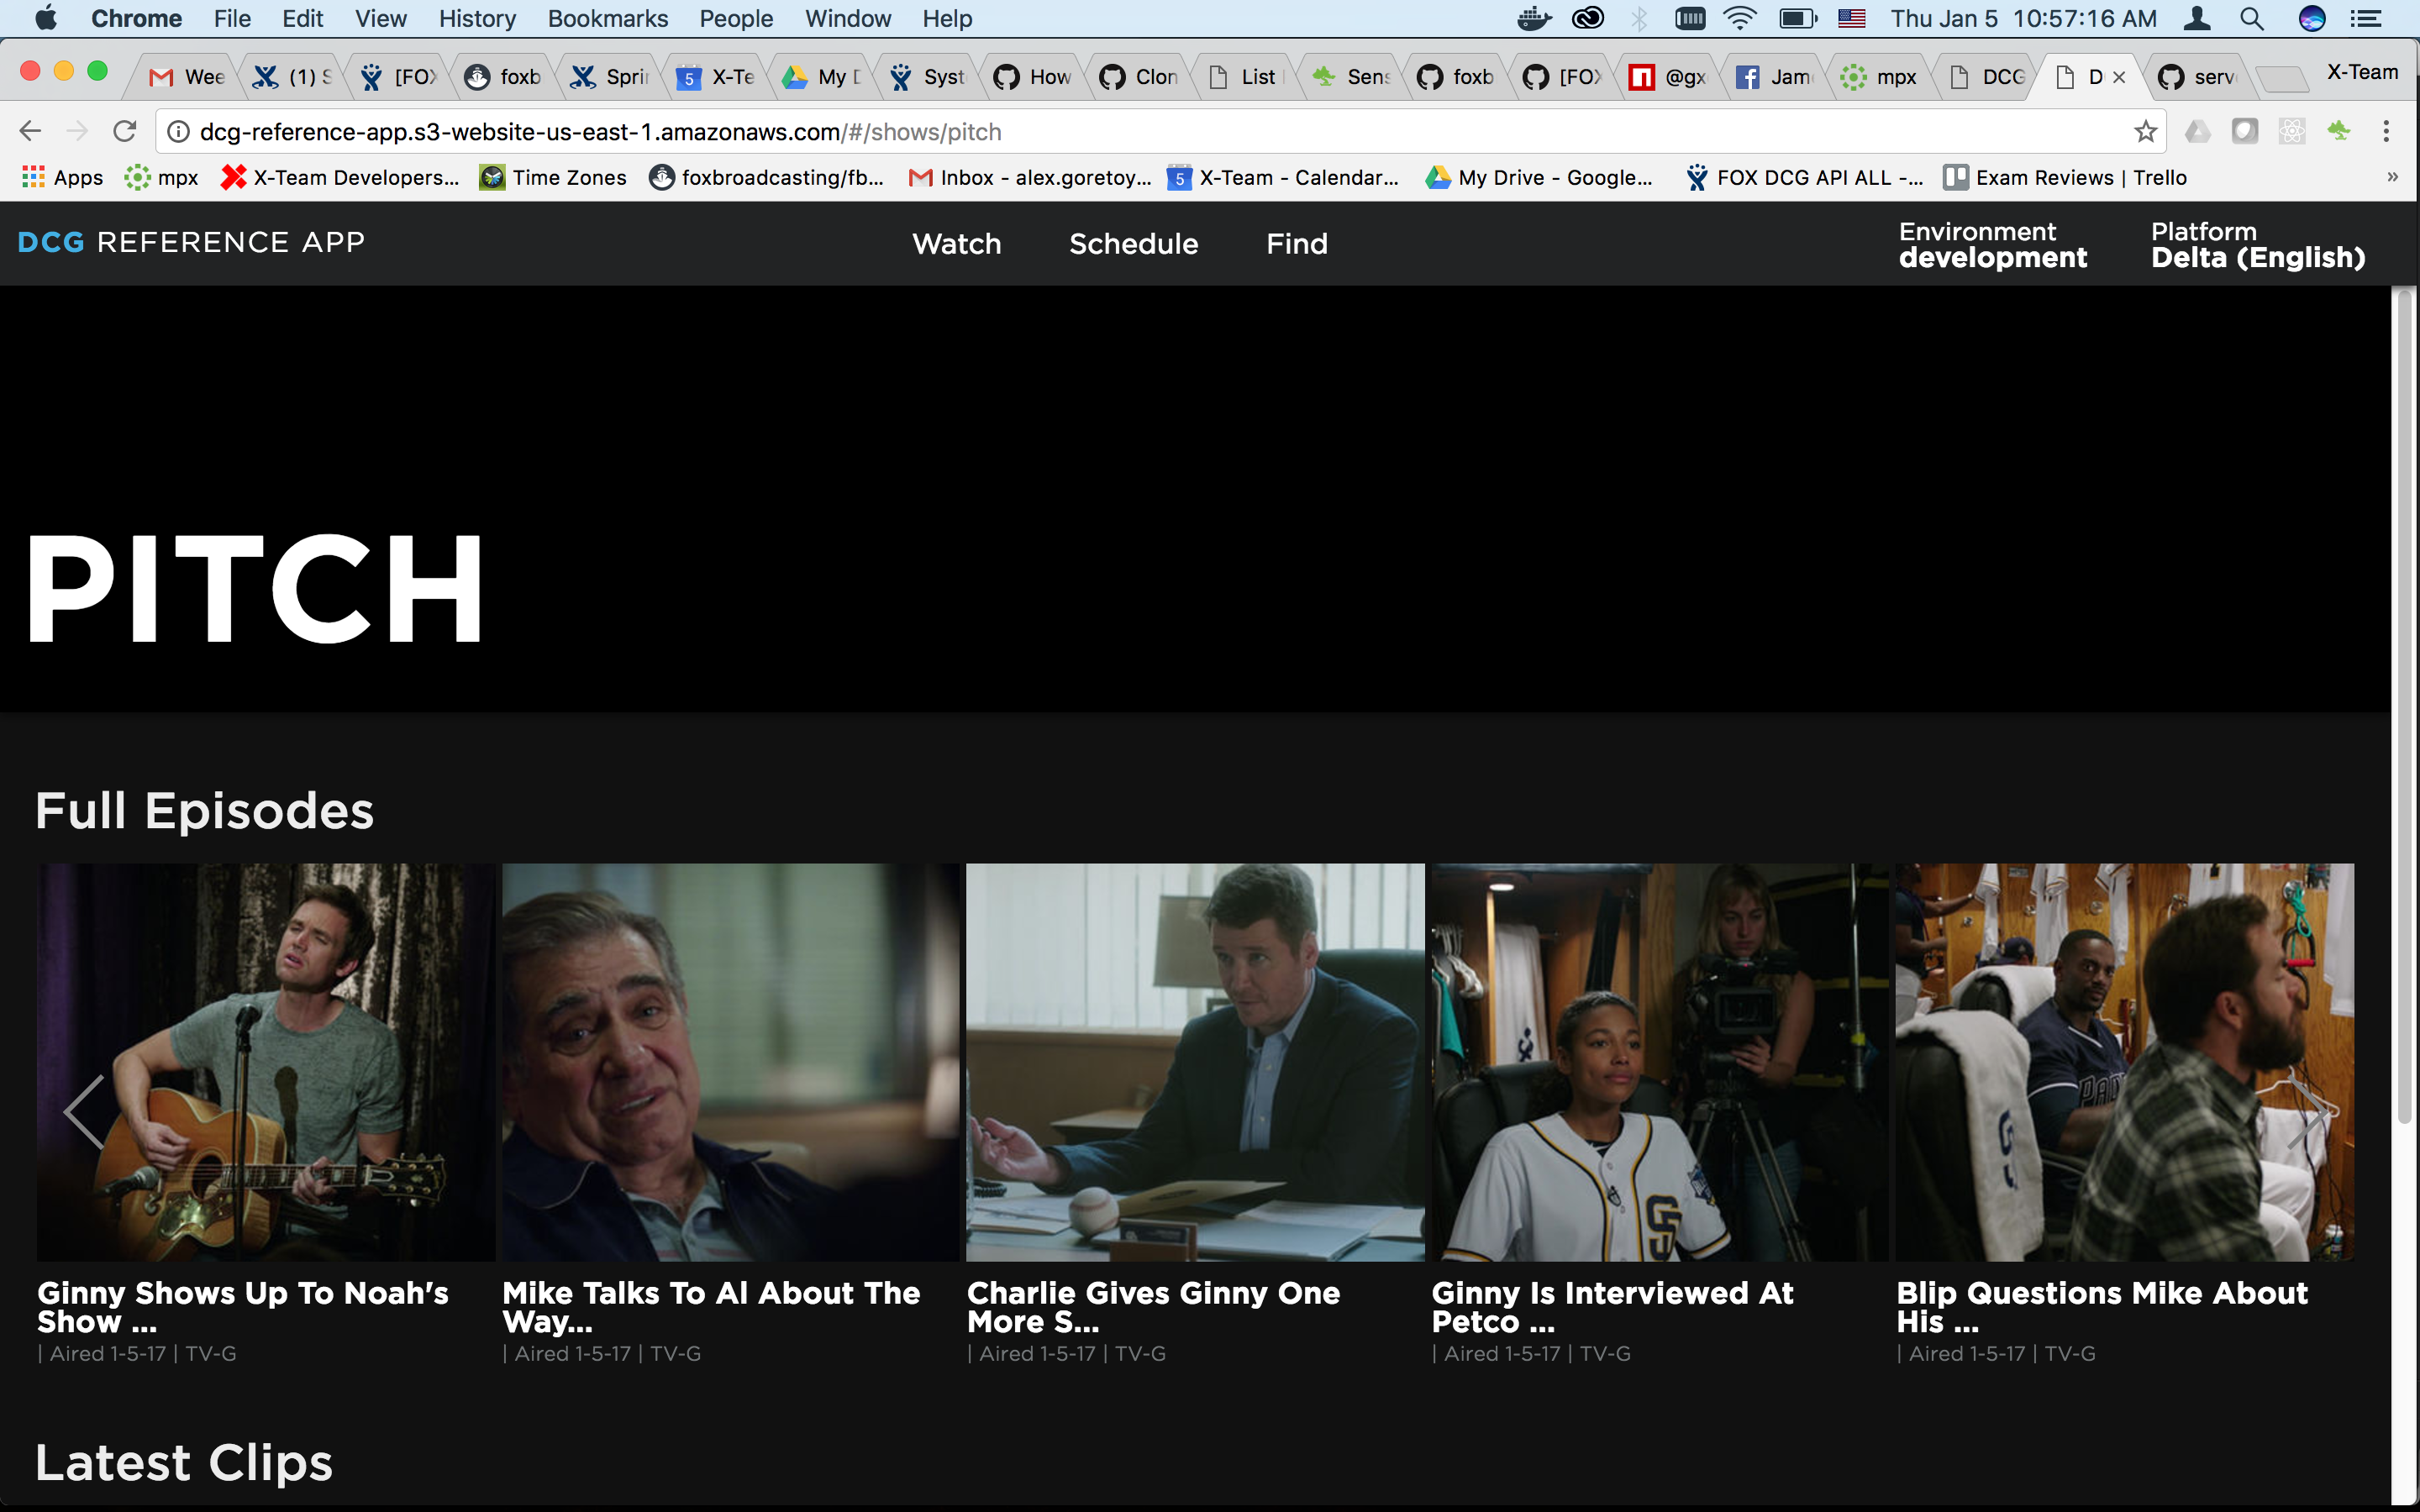 Chrome File Edit View History Bookmarks People Window Help Thu Jan 5 10:57:16 AM
Wee (1) S [FOX foxb Sprin 5 X-Te My D Syst How Clon List Sens foxb [FOX @gx Jam mpx DCG D serv X-Team
dcg-reference-app.s3-website-us-east-1.amazonaws.com/#/shows/pitch
Apps mpx X-Team Developers... Time Zones foxbroadcasting/fb... Inbox - alex.goretoy... 5 X-Team - Calendar... My Drive - Google... FOX DCG API ALL -... Exam Reviews | Trello »
DCG REFERENCE APP Watch Schedule Find
Environment
development
Platform
Delta (English)
PITCH
Full Episodes
Ginny Shows Up To Noah's
Show ...
| Aired 1-5-17 | TV-G
Mike Talks To Al About The
Way...
| Aired 1-5-17 | TV-G
Charlie Gives Ginny One
More S...
| Aired 1-5-17 | TV-G
Ginny Is Interviewed At
Petco ...
| Aired 1-5-17 | TV-G
Blip Questions Mike About
His ...
| Aired 1-5-17 | TV-G
Latest Clips